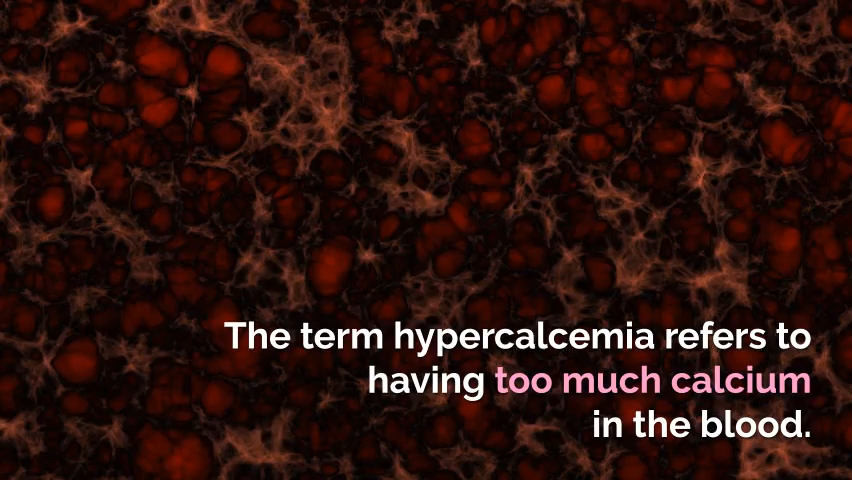 The term hypercalcemia refers to
having too much calcium
in the blood.